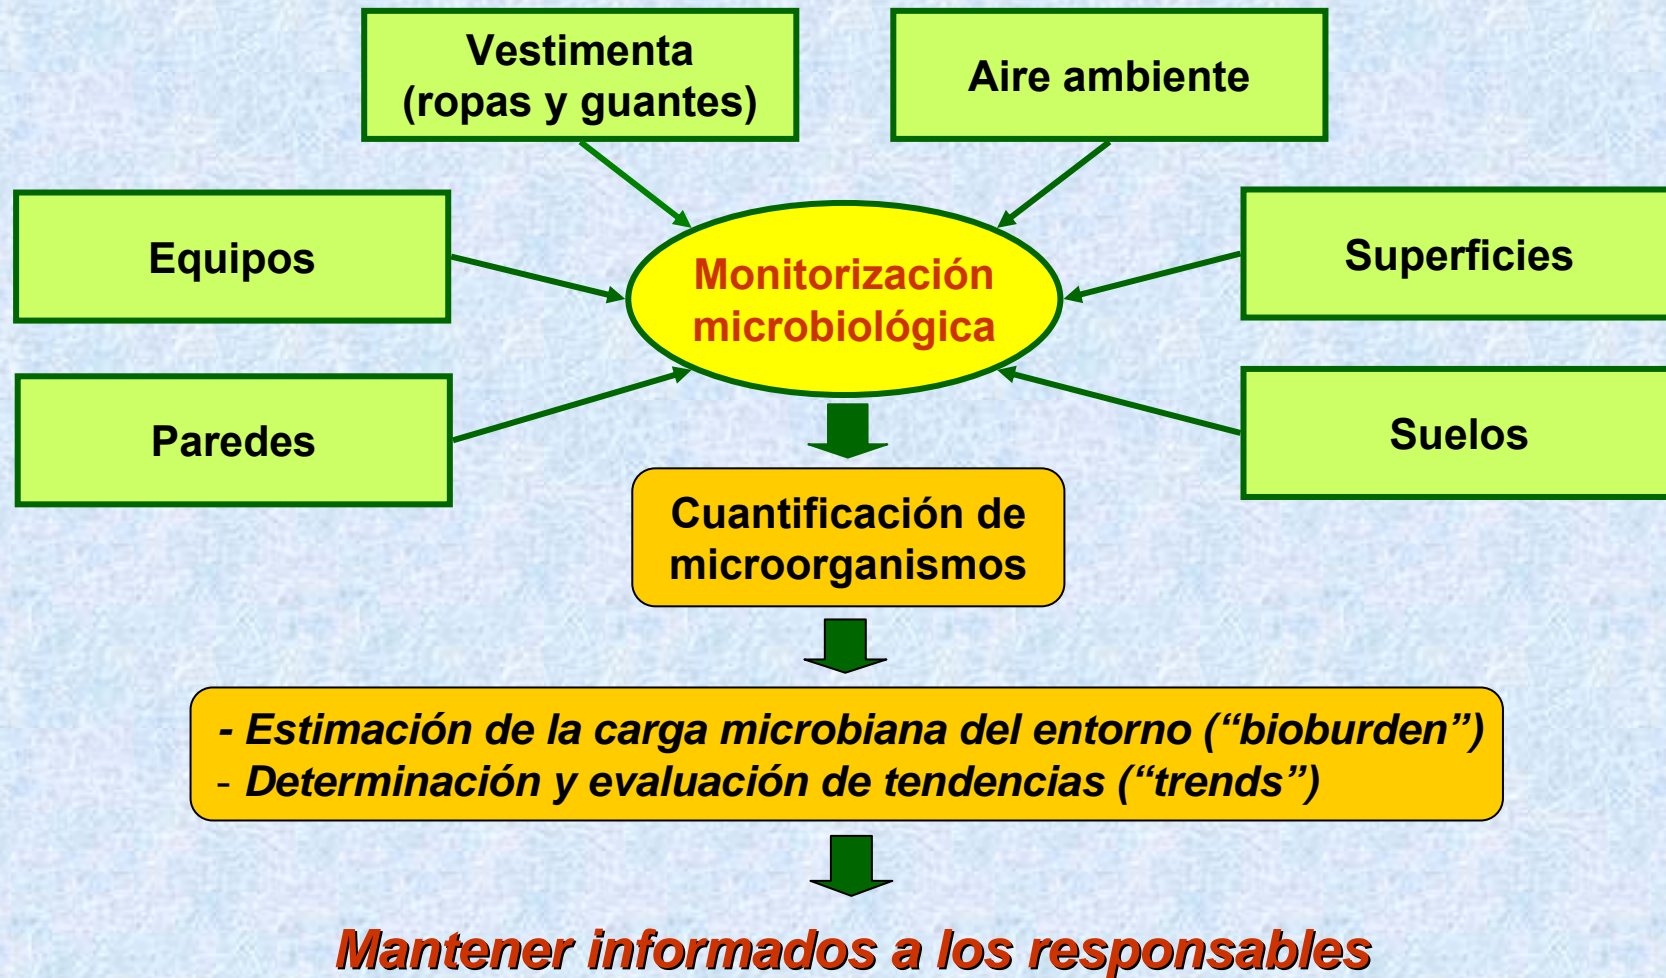 Vestimenta
(ropas y guantes)
Aire ambiente
Equipos
Superficies
Monitorización
microbiológica
Paredes
Suelos
Cuantificación de
microorganismos
- Estimación de la carga microbiana del entorno (“bioburden”)
- Determinación y evaluación de tendencias (“trends”)
Mantener informados a los responsables